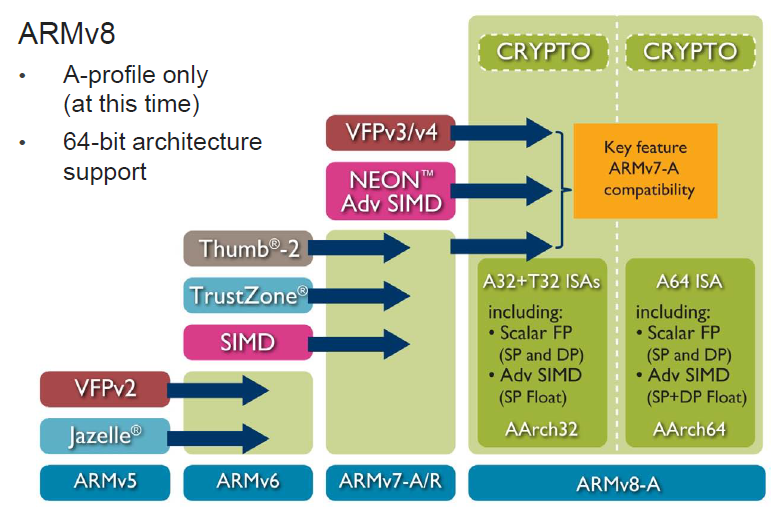 ARMv8
• A-profile only
(at this time)
• 64-bit architecture
support
CRYPTO
CRYPTO
VFPv3/v4
Key feature
ARMv7-A
compatibility
NEON™
Adv SIMD
Thumb®-2
TrustZone®
SIMD
A32+T32 ISAs
including:
• Scalar FP
(SP and DP)
• Adv SIMD
(SP Float)
AArch32
A64 ISA
including:
• Scalar FP
(SP and DP)
• Adv SIMD
(SP+DP Float)
AArch64
VFPv2
Jazelle®
ARMv5
ARMv6
ARMv7-A/R
ARMv8-A